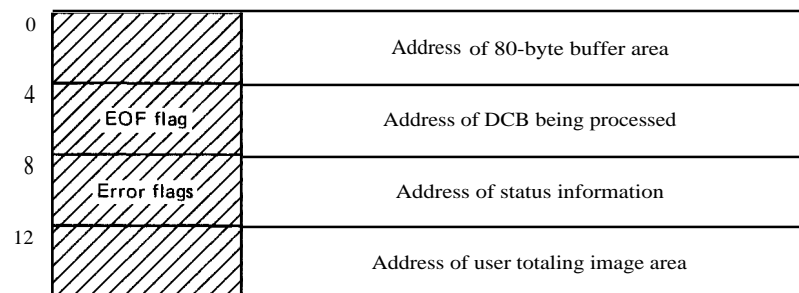 0
Address of 80-byte buffer area
4
EOF flag
Address of DCB being processed
8
Error flags
Address of status information
12
Address of user totaling image area